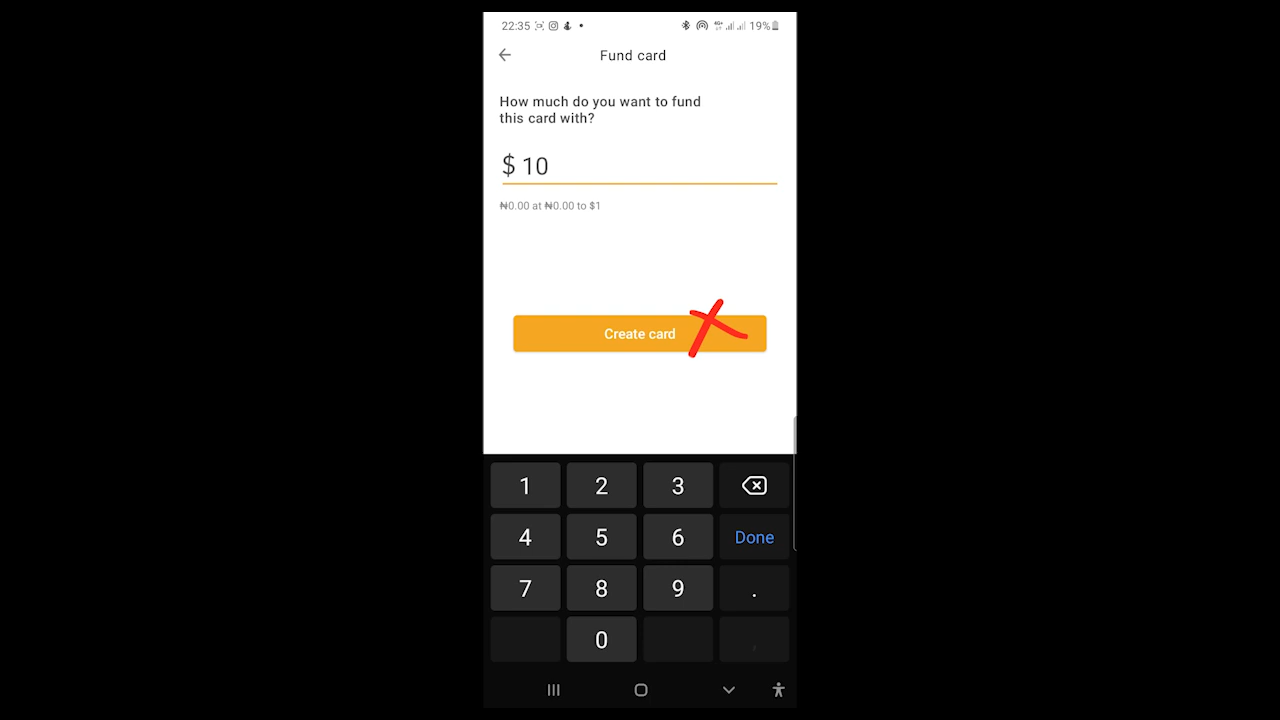 22:35 19%
Fund card
How much do you want to fund
this card with?
$ 10
₦0.00 at ₦0.00 to $1
Create card
1 2 3
4 5 6 Done
7 8 9 .
0 ,